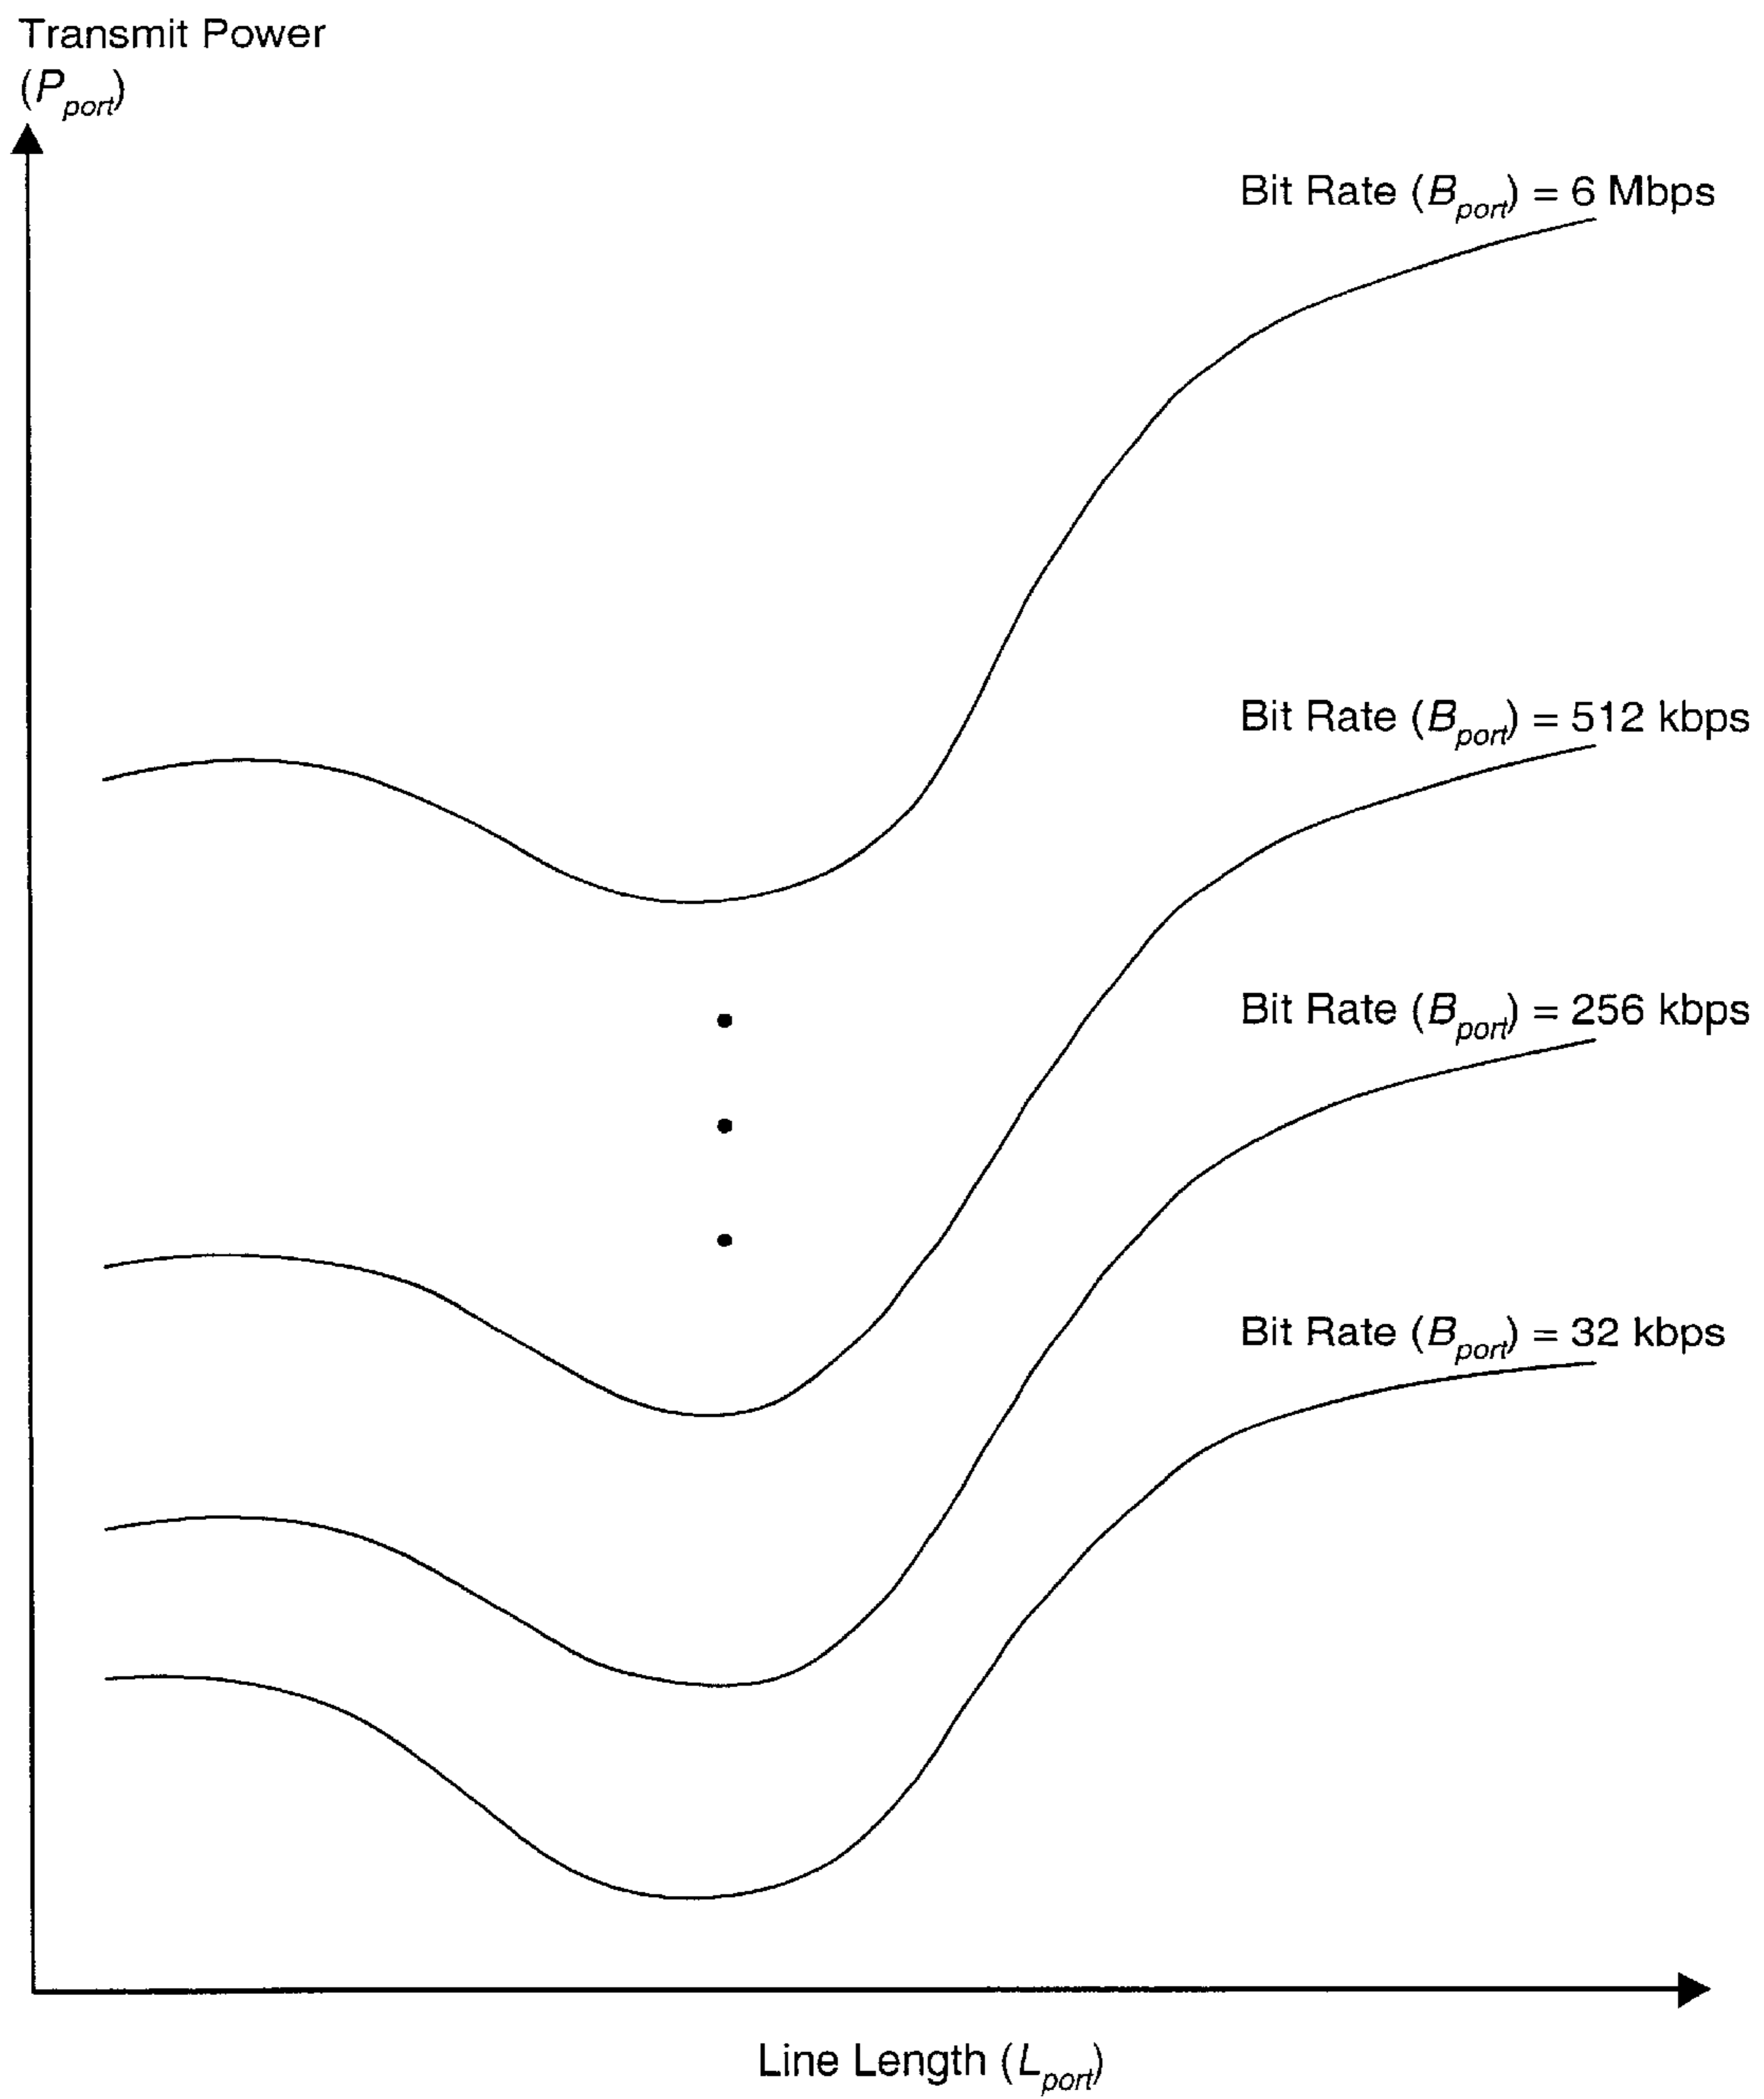 Transmit Power
(Pport)
Bit Rate (Bport) = 6 Mbps
Bit Rate (Bport) = 512 kbps
Bit Rate (Bport) = 256 kbps
Bit Rate (Bport) = 32 kbps
Line Length (Lport)